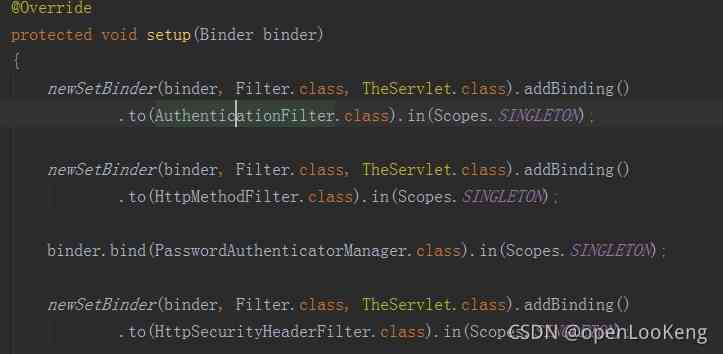 @Override
protected void setup(Binder binder)
{
newSetBinder(binder, Filter.class, TheServlet.class).addBinding()
.to(AuthenticationFilter.class).in(Scopes.SINGLETON);
newSetBinder(binder, Filter.class, TheServlet.class).addBinding()
.to(HttpMethodFilter.class).in(Scopes.SINGLETON);
binder.bind(PasswordAuthenticatorManager.class).in(Scopes.SINGLETON);
newSetBinder(binder, Filter.class, TheServlet.class).addBinding()
.to(HttpSecurityHeaderFilter.class).in(Scopes.SINGLETON);
CSDN @openLooKeng